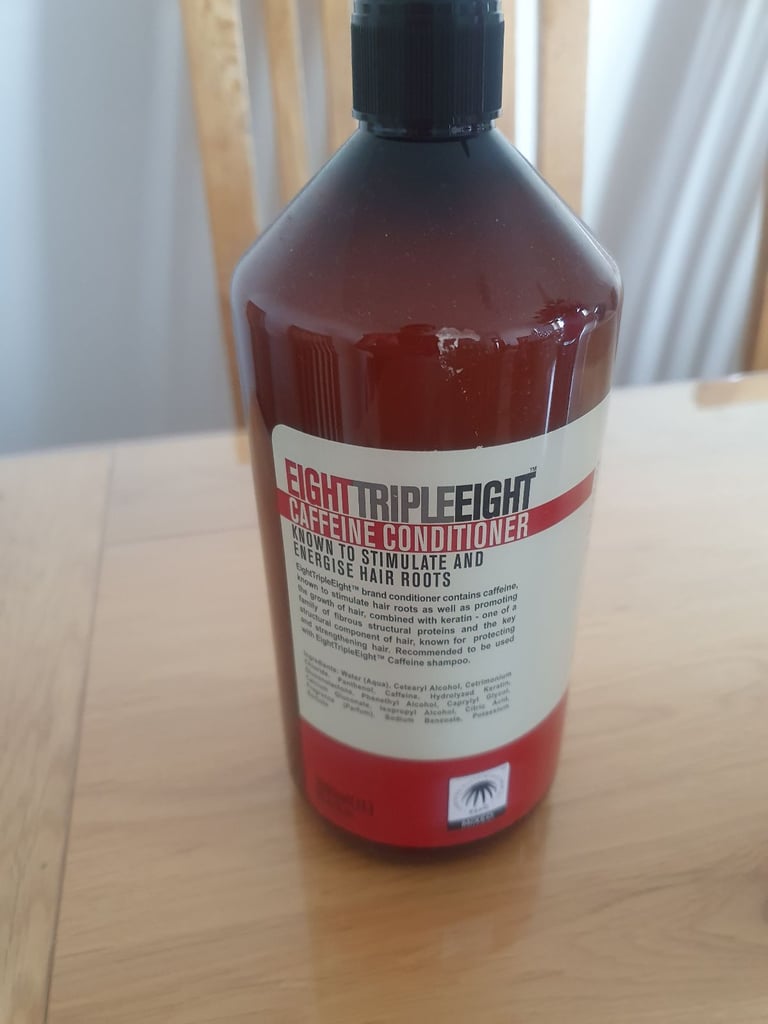 EIGHTTRIPLEEIGHT™
CAFFEINE CONDITIONER
KNOWN TO STIMULATE AND
ENERGISE HAIR ROOTS
EightTripleEight™ brand conditioner contains caffeine,
known to stimulate hair roots as well as promoting
the growth of hair, combined with keratin - one of a
family of fibrous structural proteins and the key
structural component of hair, known for protecting
and strengthening hair. Recommended to be used
with EightTripleEight™ Caffeine shampoo.
Ingredients: Water (Aqua), Cetearyl Alcohol, Cetrimonium
Chloride, Panthenol, Caffeine, Hydrolyzed Keratin,
Phenethyl Alcohol, Caprylyl Glycol,
Calcium Gluconate, Isopropyl Alcohol, Citric Acid,
Fragrance (Parfum), Sodium Benzoate, Potassium